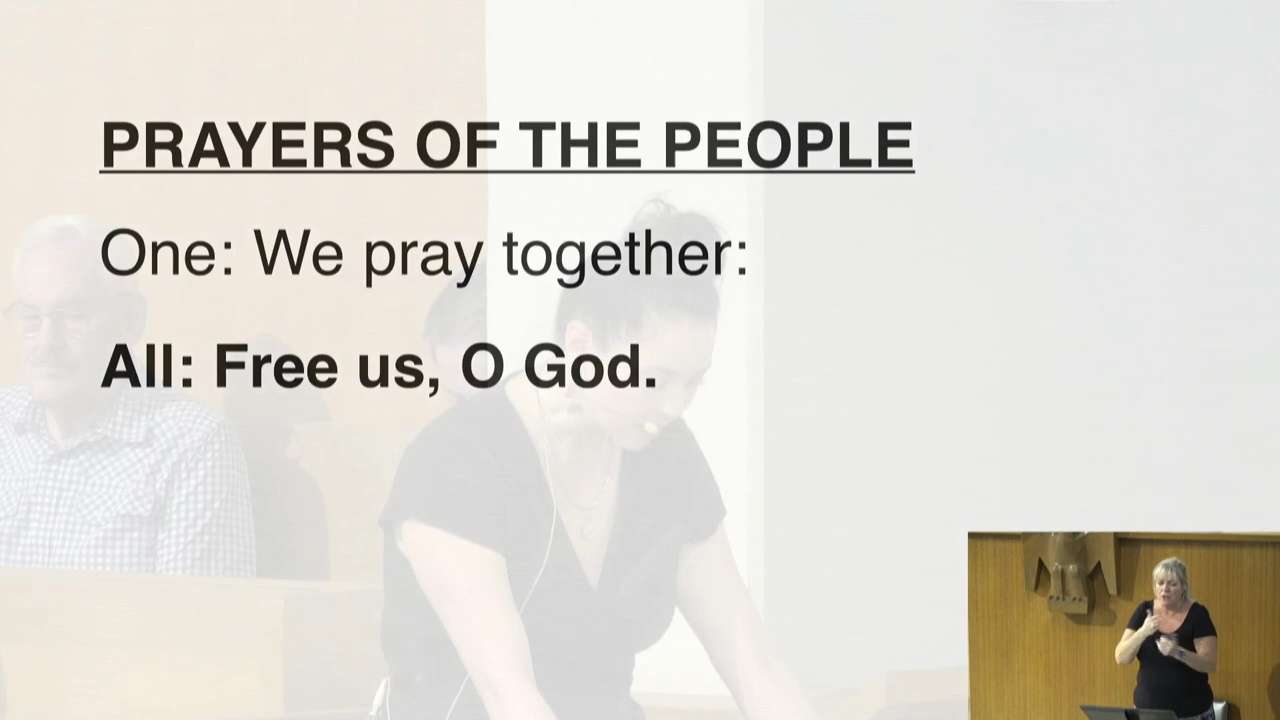 PRAYERS OF THE PEOPLE
One: We pray together:
All: Free us, O God.